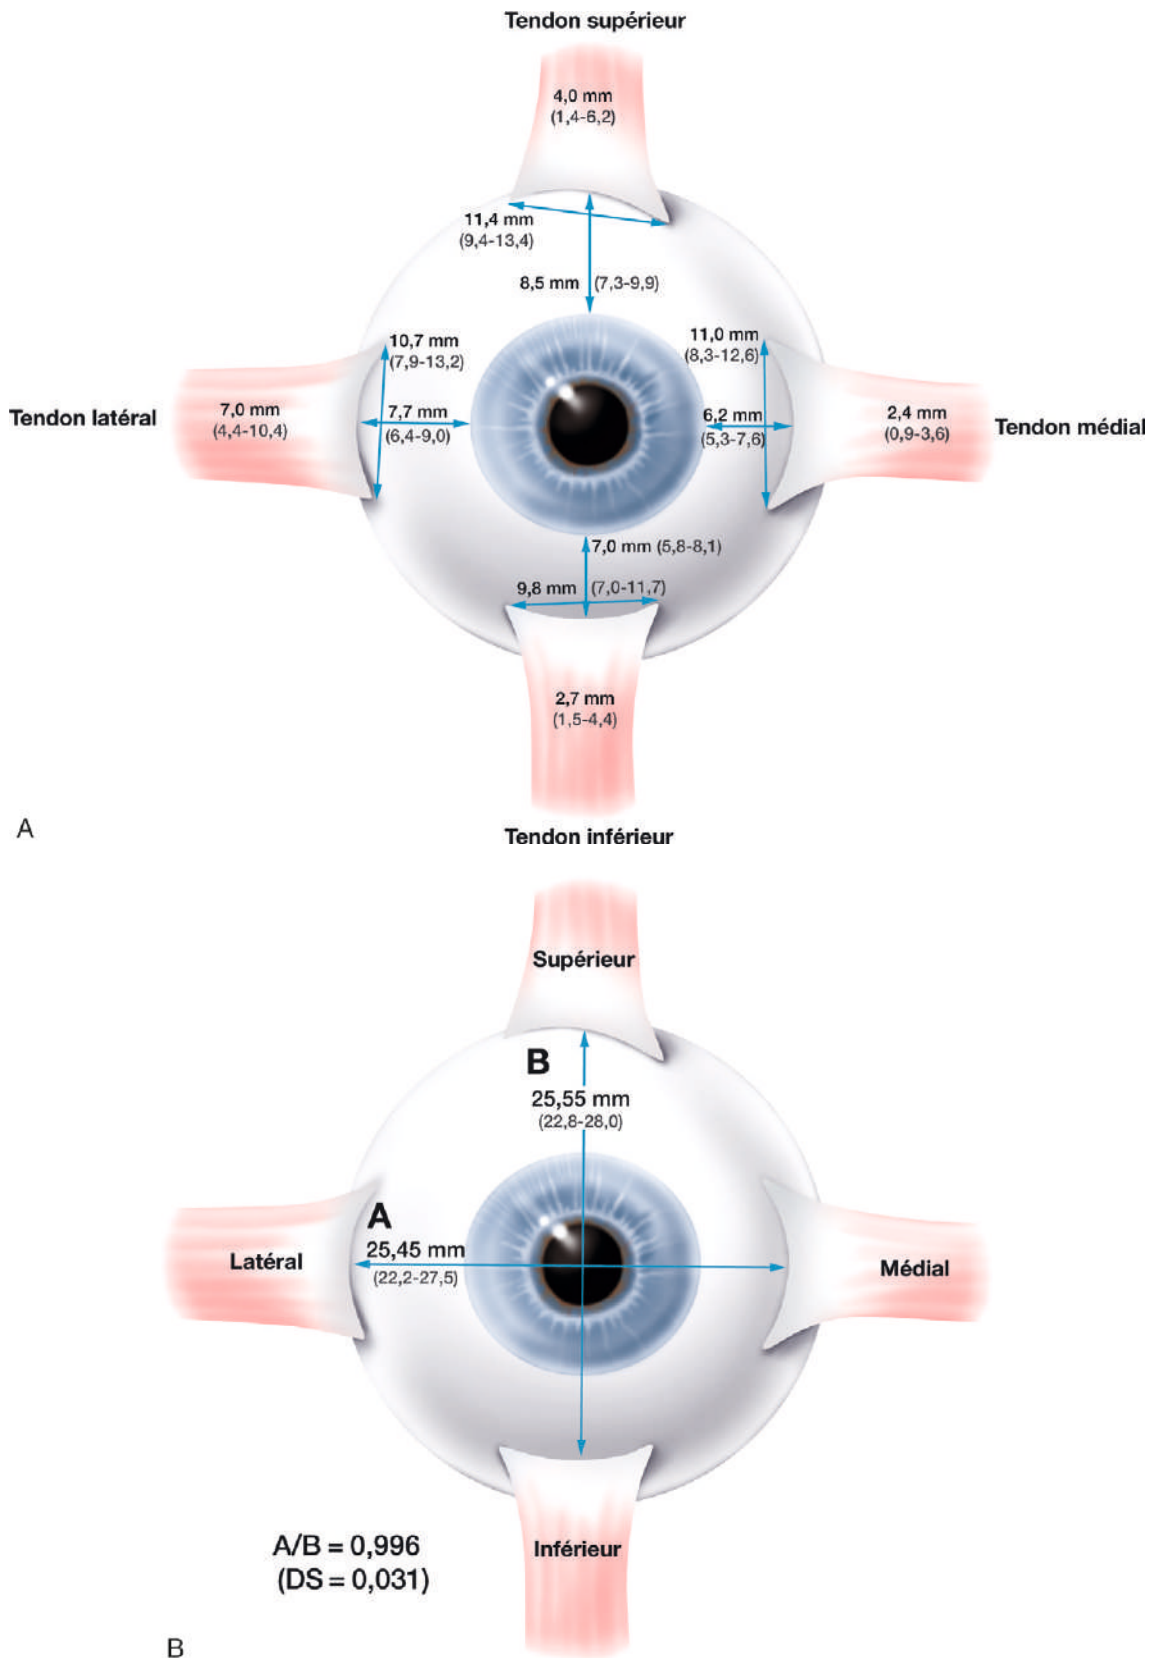 Tendon supérieur
4,0 mm
(1,4-6,2)
11,4 mm
(9,4-13,4)
8,5 mm (7,3-9,9)
10,7 mm
(7,9-13,2)
11,0 mm
(8,3-12,6)
Tendon latéral
7,0 mm
(4,4-10,4)
7,7 mm
(6,4-9,0)
6,2 mm
(5,3-7,6)
2,4 mm
(0,9-3,6)
Tendon médial
7,0 mm (5,8-8,1)
9,8 mm (7,0-11,7)
2,7 mm
(1,5-4,4)
A
Tendon inférieur
Supérieur
B
25,55 mm
(22,8-28,0)
A
25,45 mm
(22,2-27,5)
Latéral
Médial
A/B = 0,996
(DS = 0,031)
Inférieur
B